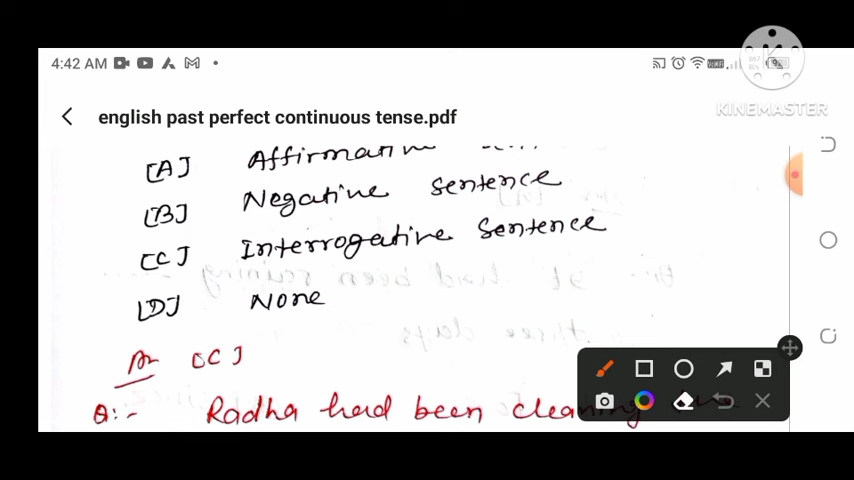 4:42 AM
KINEMASTER
english past perfect continuous tense.pdf
[A] Affirmative
[B] Negative Sentence
[C] Interrogative Sentence
[D] None
Ans [C]
Q:- Radha had been cleaning